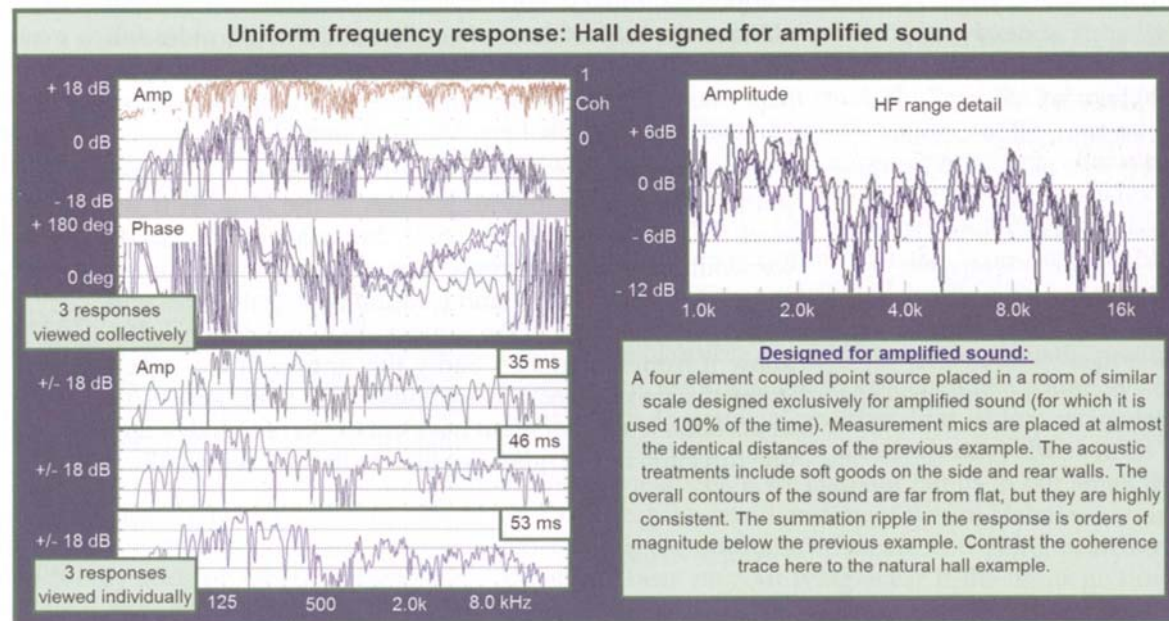 Uniform frequency response: Hall designed for amplified sound
+ 18 dB
Amp
1
Coh
0 dB
0
- 18 dB
+ 180 deg
Phase
0 deg
3 responses
viewed collectively
Amp
35 ms
+/- 18 dB
46 ms
+/- 18 dB
53 ms
+/- 18 dB
3 responses
viewed individually
125
500
2.0k
8.0 kHz
Amplitude
HF range detail
+ 6dB
0 dB
- 6dB
- 12 dB
1.0k
2.0k
4.0k
8.0k
16k
Designed for amplified sound:
A four element coupled point source placed in a room of similar
scale designed exclusively for amplified sound (for which it is
used 100% of the time). Measurement mics are placed at almost
the identical distances of the previous example. The acoustic
treatments include soft goods on the side and rear walls. The
overall contours of the sound are far from flat, but they are highly
consistent. The summation ripple in the response is orders of
magnitude below the previous example. Contrast the coherence
trace here to the natural hall example.